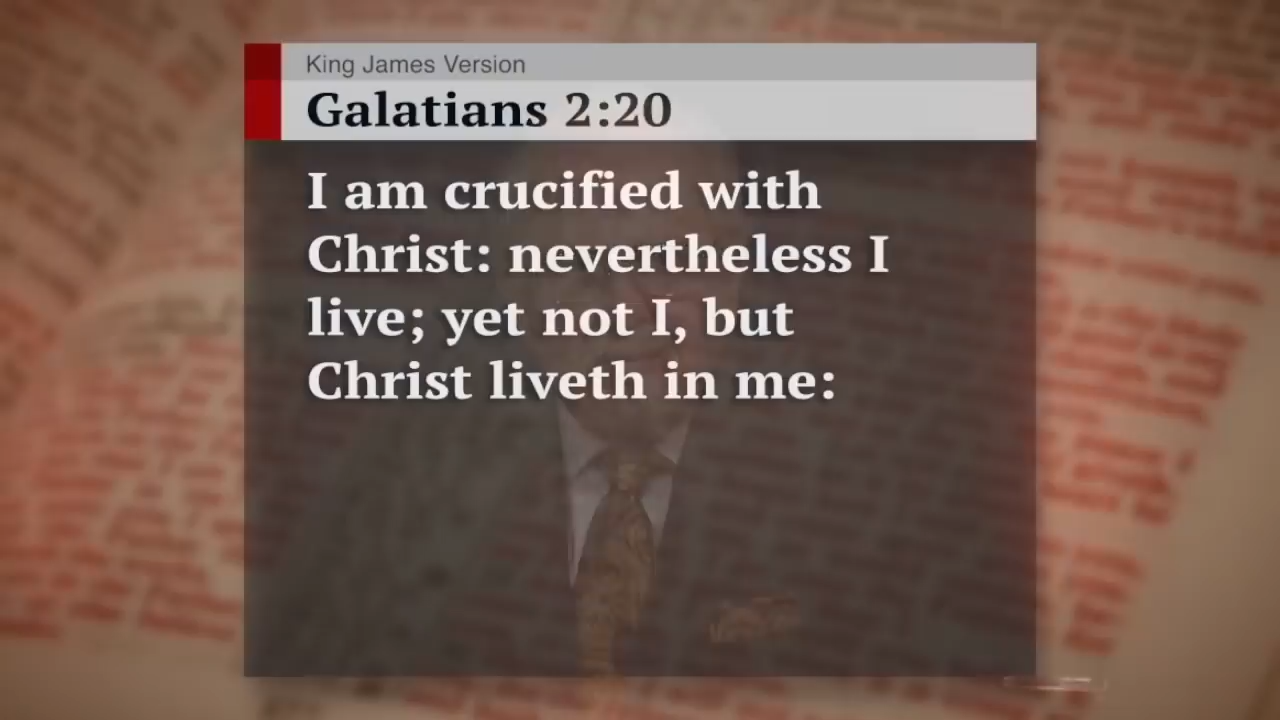 King James Version
Galatians 2:20
I am crucified with
Christ: nevertheless I
live; yet not I, but
Christ liveth in me: